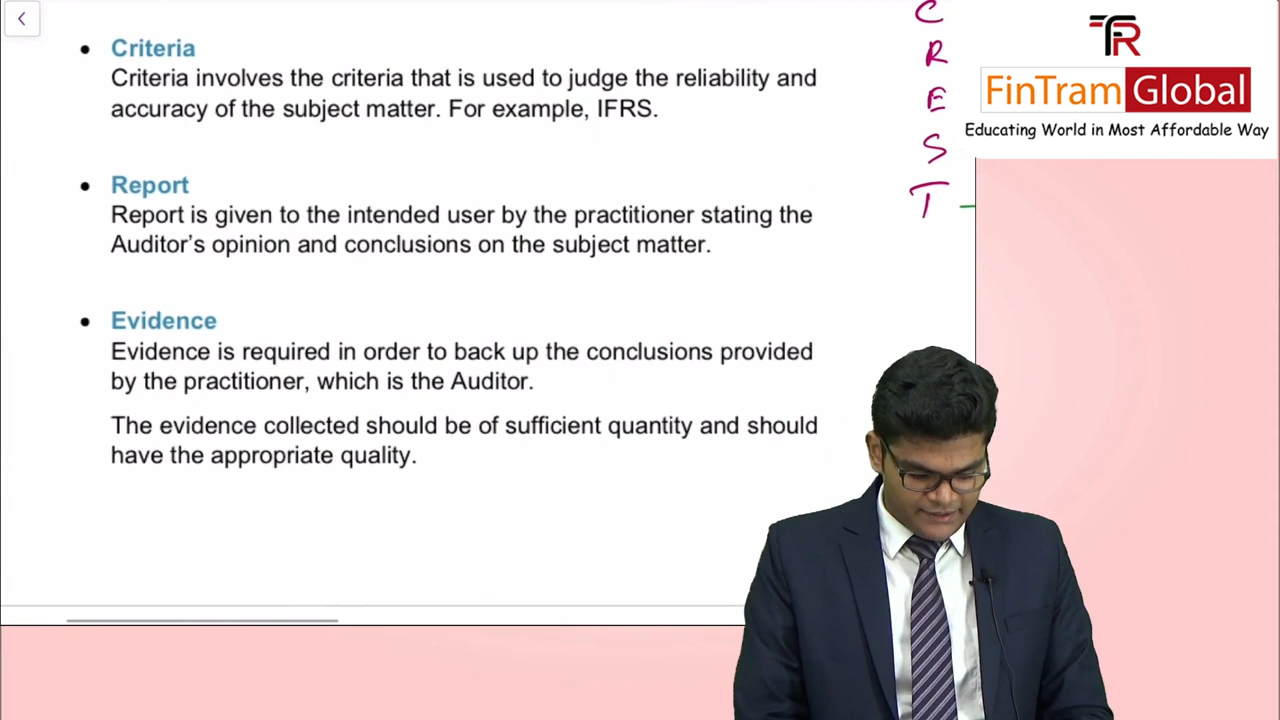 Criteria
Criteria involves the criteria that is used to judge the reliability and
accuracy of the subject matter. For example, IFRS.
Report
Report is given to the intended user by the practitioner stating the
Auditor's opinion and conclusions on the subject matter.
Evidence
Evidence is required in order to back up the conclusions provided
by the practitioner, which is the Auditor.
The evidence collected should be of sufficient quantity and should
have the appropriate quality.
C
R
E
S
T
FinTram Global
Educating World in Most Affordable Way